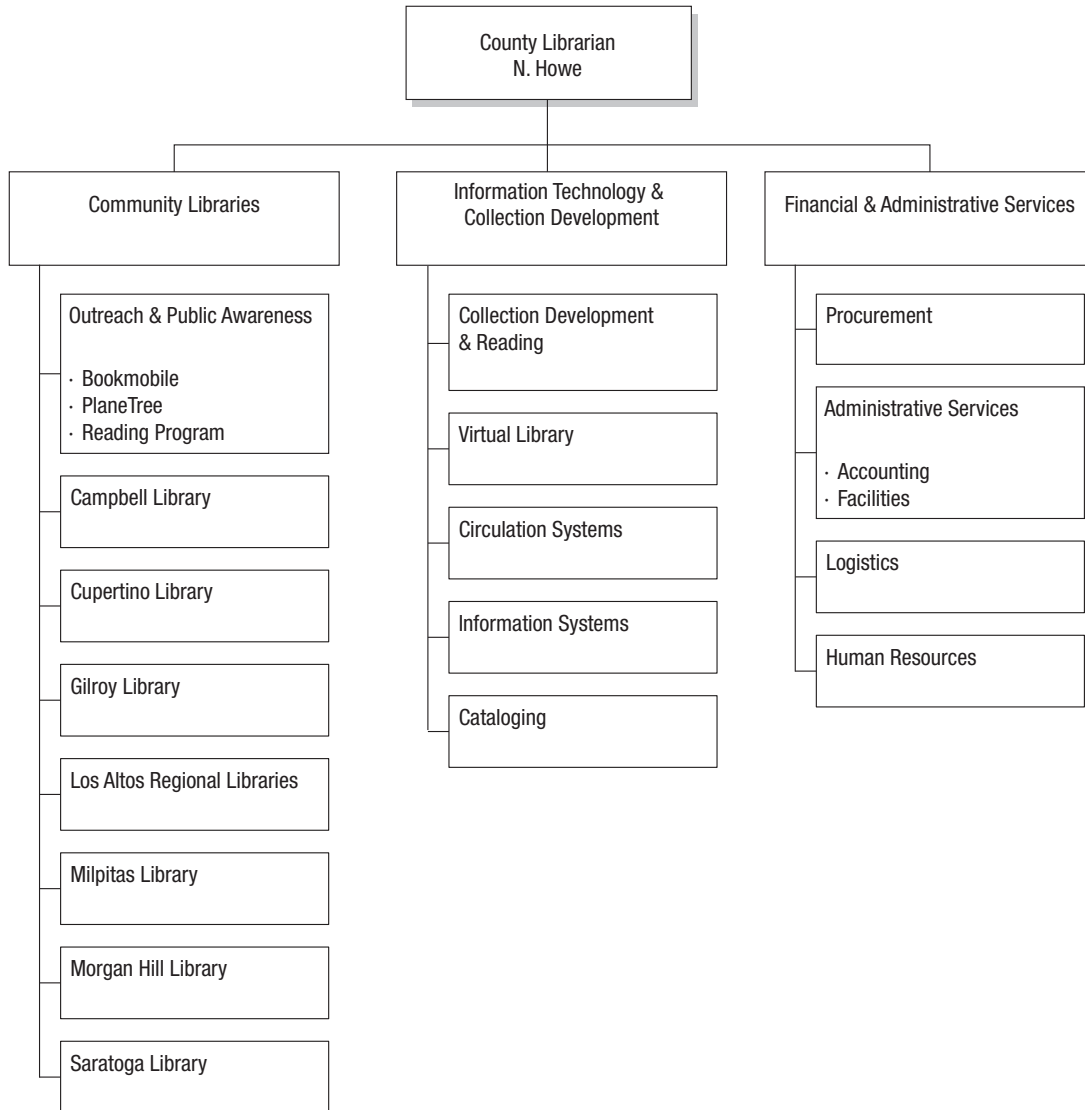 County Librarian
N. Howe
Community Libraries
Outreach & Public Awareness
· Bookmobile
· PlaneTree
· Reading Program
Campbell Library
Cupertino Library
Gilroy Library
Los Altos Regional Libraries
Milpitas Library
Morgan Hill Library
Saratoga Library
Information Technology &
Collection Development
Collection Development
& Reading
Virtual Library
Circulation Systems
Information Systems
Cataloging
Financial & Administrative Services
Procurement
Administrative Services
· Accounting
· Facilities
Logistics
Human Resources